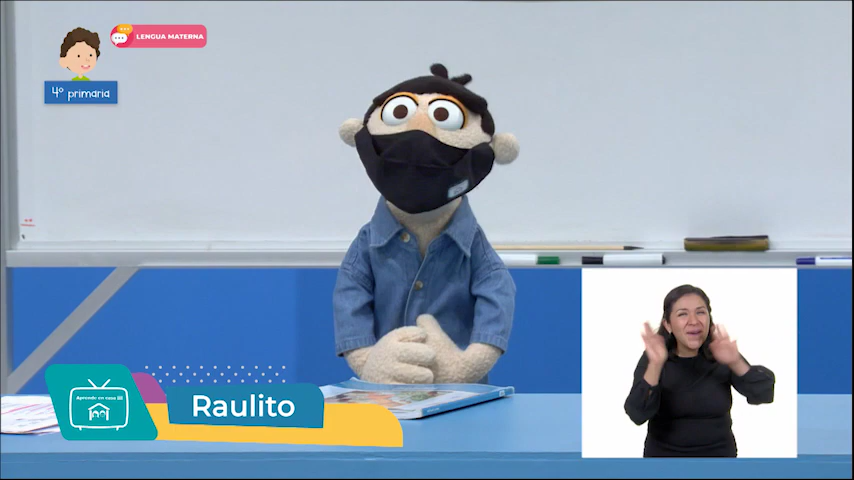 LENGUA MATERNA
4º primaria
Aprende en casa III
Raulito